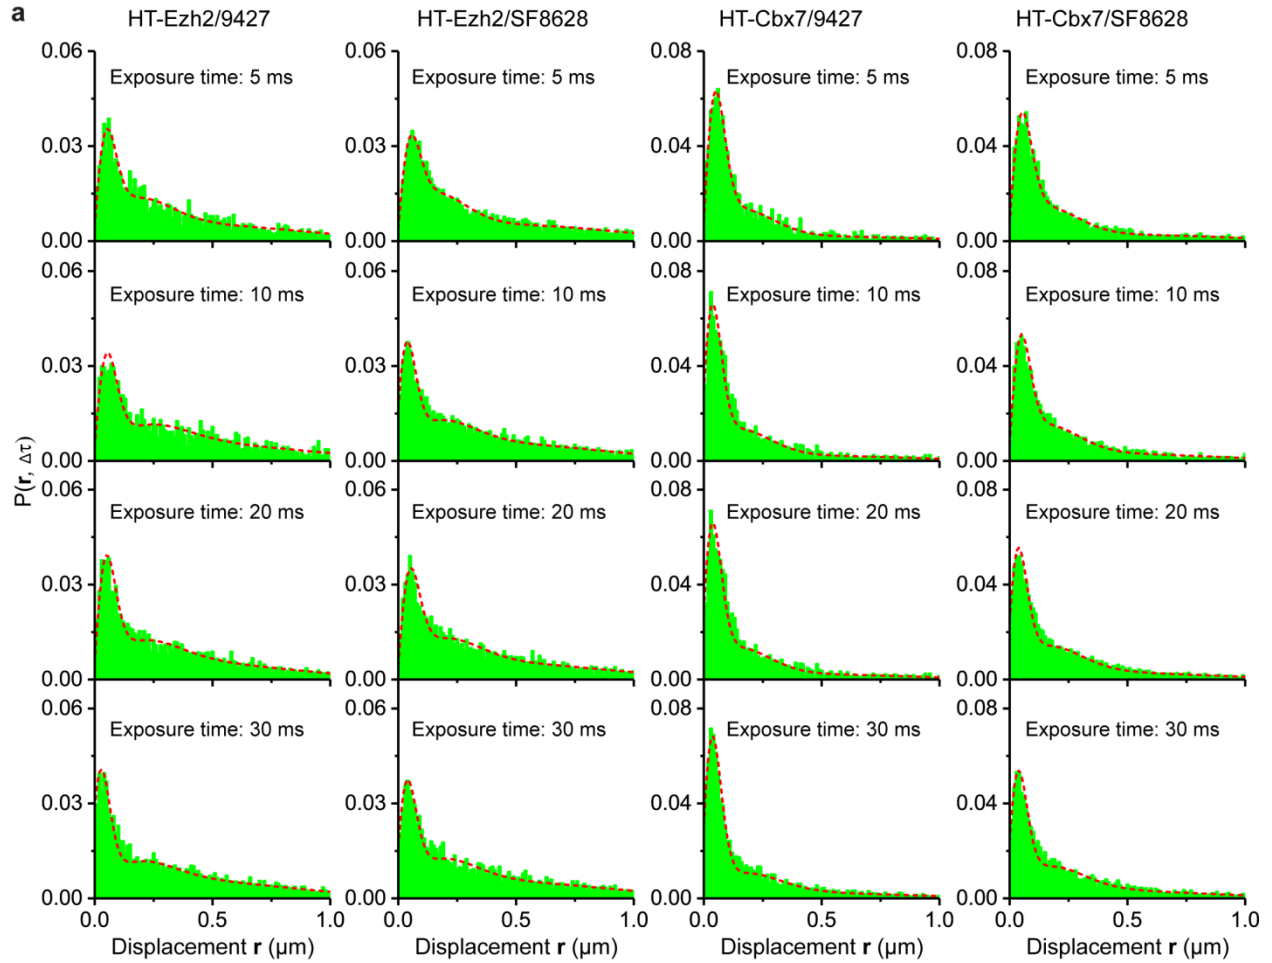 a
HT-Ezh2/9427 HT-Ezh2/SF8628 HT-Cbx7/9427 HT-Cbx7/SF8628
0.06 0.06 0.08 0.08
Exposure time: 5 ms Exposure time: 5 ms Exposure time: 5 ms Exposure time: 5 ms
0.03 0.03 0.04 0.04
0.00 0.00 0.00 0.00
0.06 0.06 0.08 0.08
Exposure time: 10 ms Exposure time: 10 ms Exposure time: 10 ms Exposure time: 10 ms
0.03 0.03 0.04 0.04
0.00 0.00 0.00 0.00
P(r, Δτ)
0.06 0.06 0.08 0.08
Exposure time: 20 ms Exposure time: 20 ms Exposure time: 20 ms Exposure time: 20 ms
0.03 0.03 0.04 0.04
0.00 0.00 0.00 0.00
0.06 0.06 0.08 0.08
Exposure time: 30 ms Exposure time: 30 ms Exposure time: 30 ms Exposure time: 30 ms
0.03 0.03 0.04 0.04
0.00 0.00 0.00 0.00
0.0 0.5 1.0 0.0 0.5 1.0 0.0 0.5 1.0 0.0 0.5 1.0
Displacement r (μm) Displacement r (μm) Displacement r (μm) Displacement r (μm)